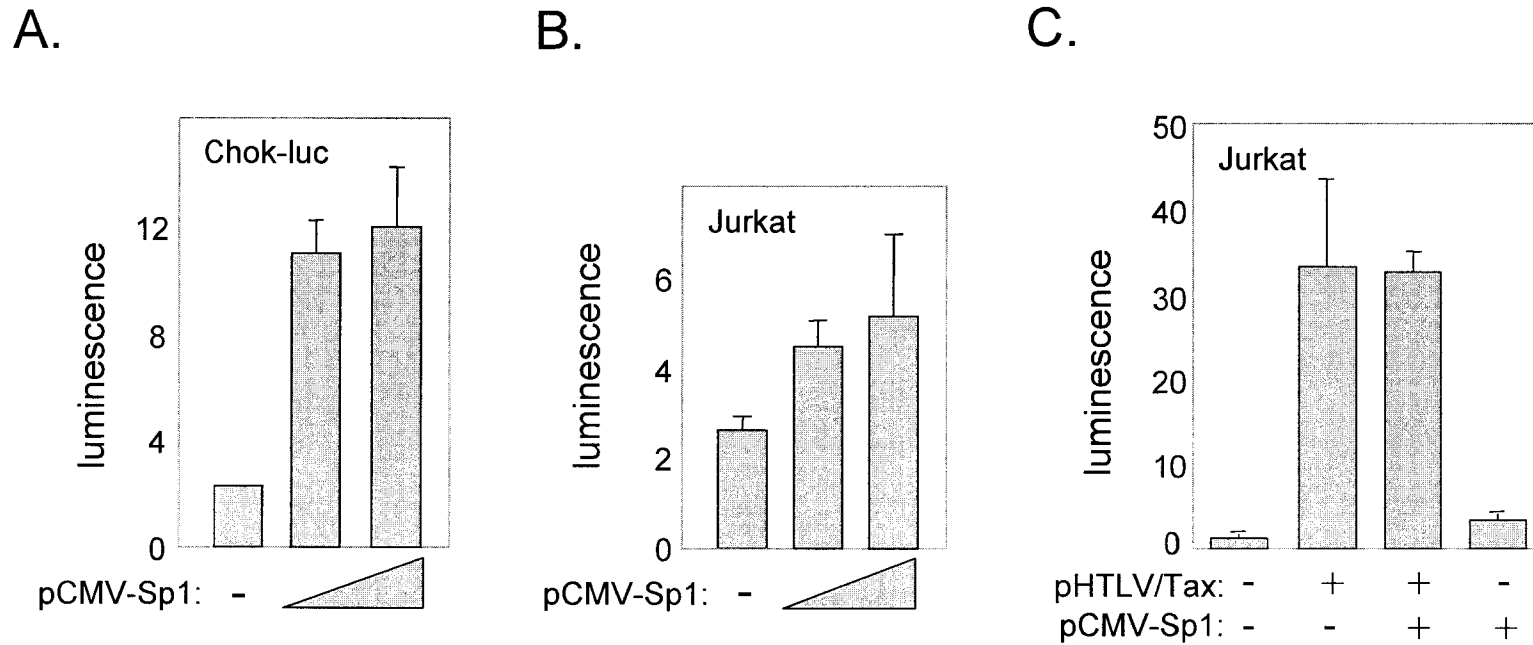 A.
Chok-luc
luminescence
12
8
4
0
pCMV-Sp1: -
B.
Jurkat
luminescence
6
4
2
0
pCMV-Sp1: -
C.
Jurkat
luminescence
50
40
30
20
10
0
pHTLV/Tax: - + + -
pCMV-Sp1: - - + +